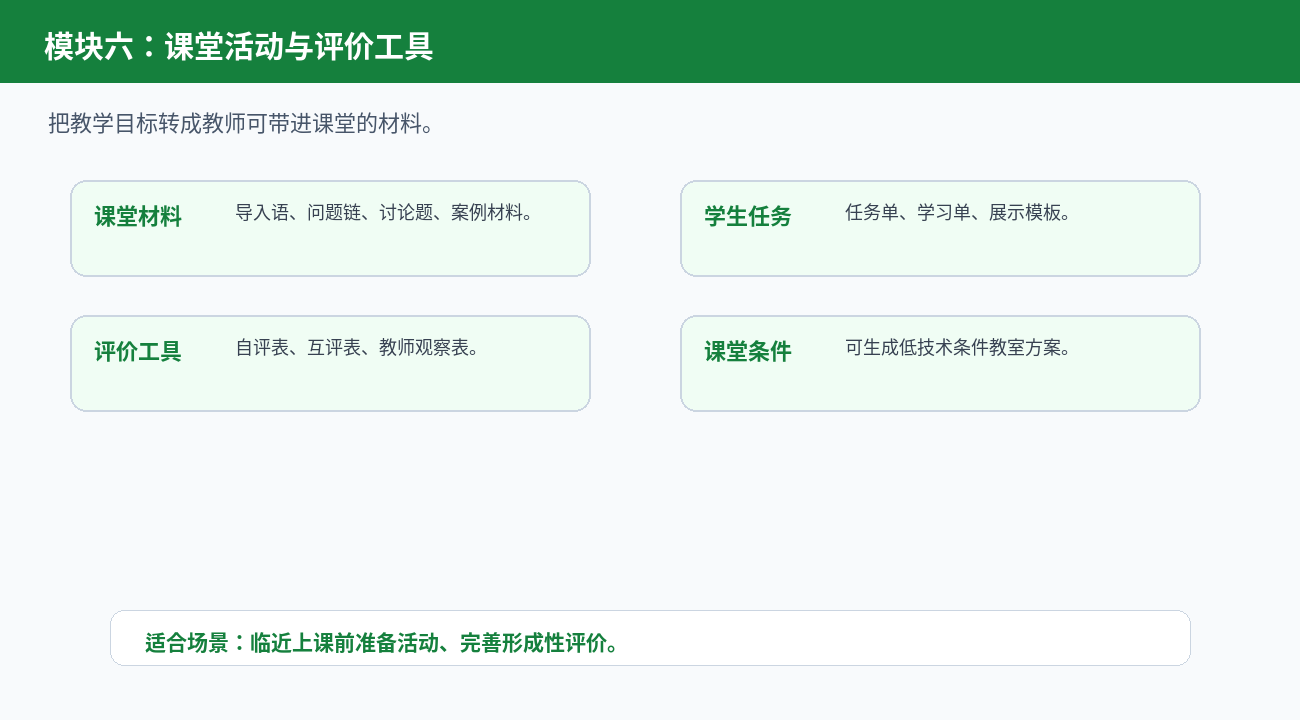 模块六：课堂活动与评价工具
把教学目标转成教师可带进课堂的材料。
课堂材料 导入语、问题链、讨论题、案例材料。
学生任务 任务单、学习单、展示模板。
评价工具 自评表、互评表、教师观察表。
课堂条件 可生成低技术条件教室方案。
适合场景：临近上课前准备活动、完善形成性评价。